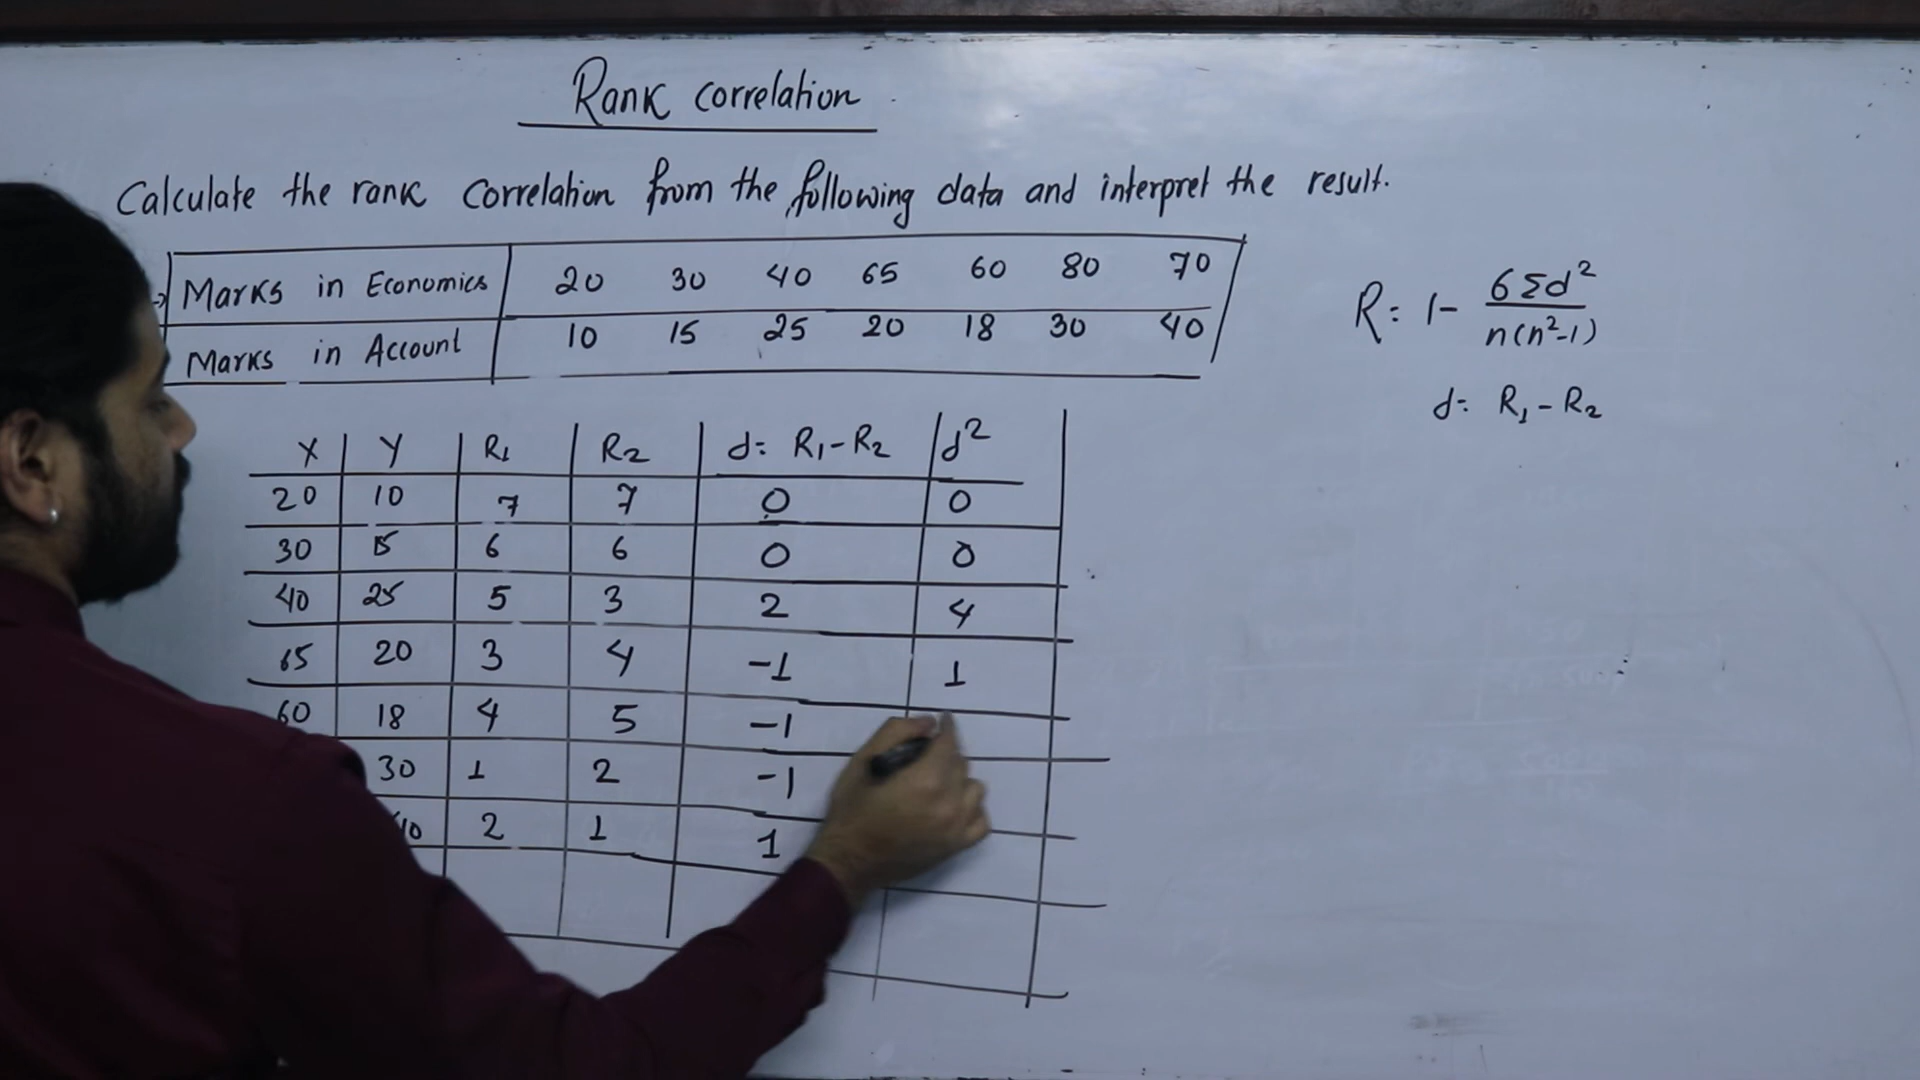 Rank correlation
Calculate the rank correlation from the following data and interpret the result.
Marks in Economics 20 30 40 65 60 80 70
Marks in Account 10 15 25 20 18 30 40
R = 1 - 6 Σd² / n(n²-1)
d = R₁ - R₂
X Y R₁ R₂ d = R₁ - R₂ d²
20 10 7 7 0 0
30 15 6 6 0 0
40 25 5 3 2 4
65 20 3 4 -1 1
60 18 4 5 -1
30 1 2 -1
40 2 1 1